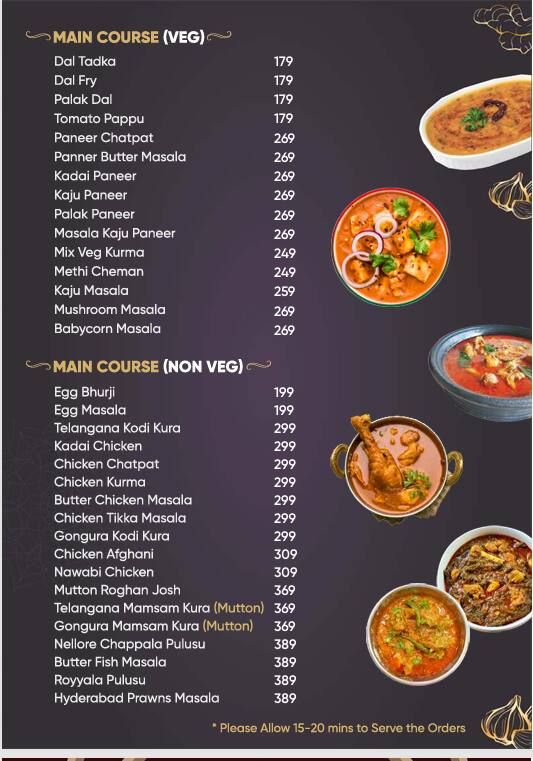 MAIN COURSE (VEG)
Dal Tadka 179
Dal Fry 179
Palak Dal 179
Tomato Pappu 179
Paneer Chatpat 269
Panner Butter Masala 269
Kadai Paneer 269
Kaju Paneer 269
Palak Paneer 269
Masala Kaju Paneer 269
Mix Veg Kurma 249
Methi Cheman 249
Kaju Masala 259
Mushroom Masala 269
Babycorn Masala 269
MAIN COURSE (NON VEG)
Egg Bhurji 199
Egg Masala 199
Telangana Kodi Kura 299
Kadai Chicken 299
Chicken Chatpat 299
Chicken Kurma 299
Butter Chicken Masala 299
Chicken Tikka Masala 299
Gongura Kodi Kura 299
Chicken Afghani 309
Nawabi Chicken 309
Mutton Roghan Josh 369
Telangana Mamsam Kura (Mutton) 369
Gongura Mamsam Kura (Mutton) 369
Nellore Chappala Pulusu 389
Butter Fish Masala 389
Royyala Pulusu 389
Hyderabad Prawns Masala 389
* Please Allow 15-20 mins to Serve the Orders